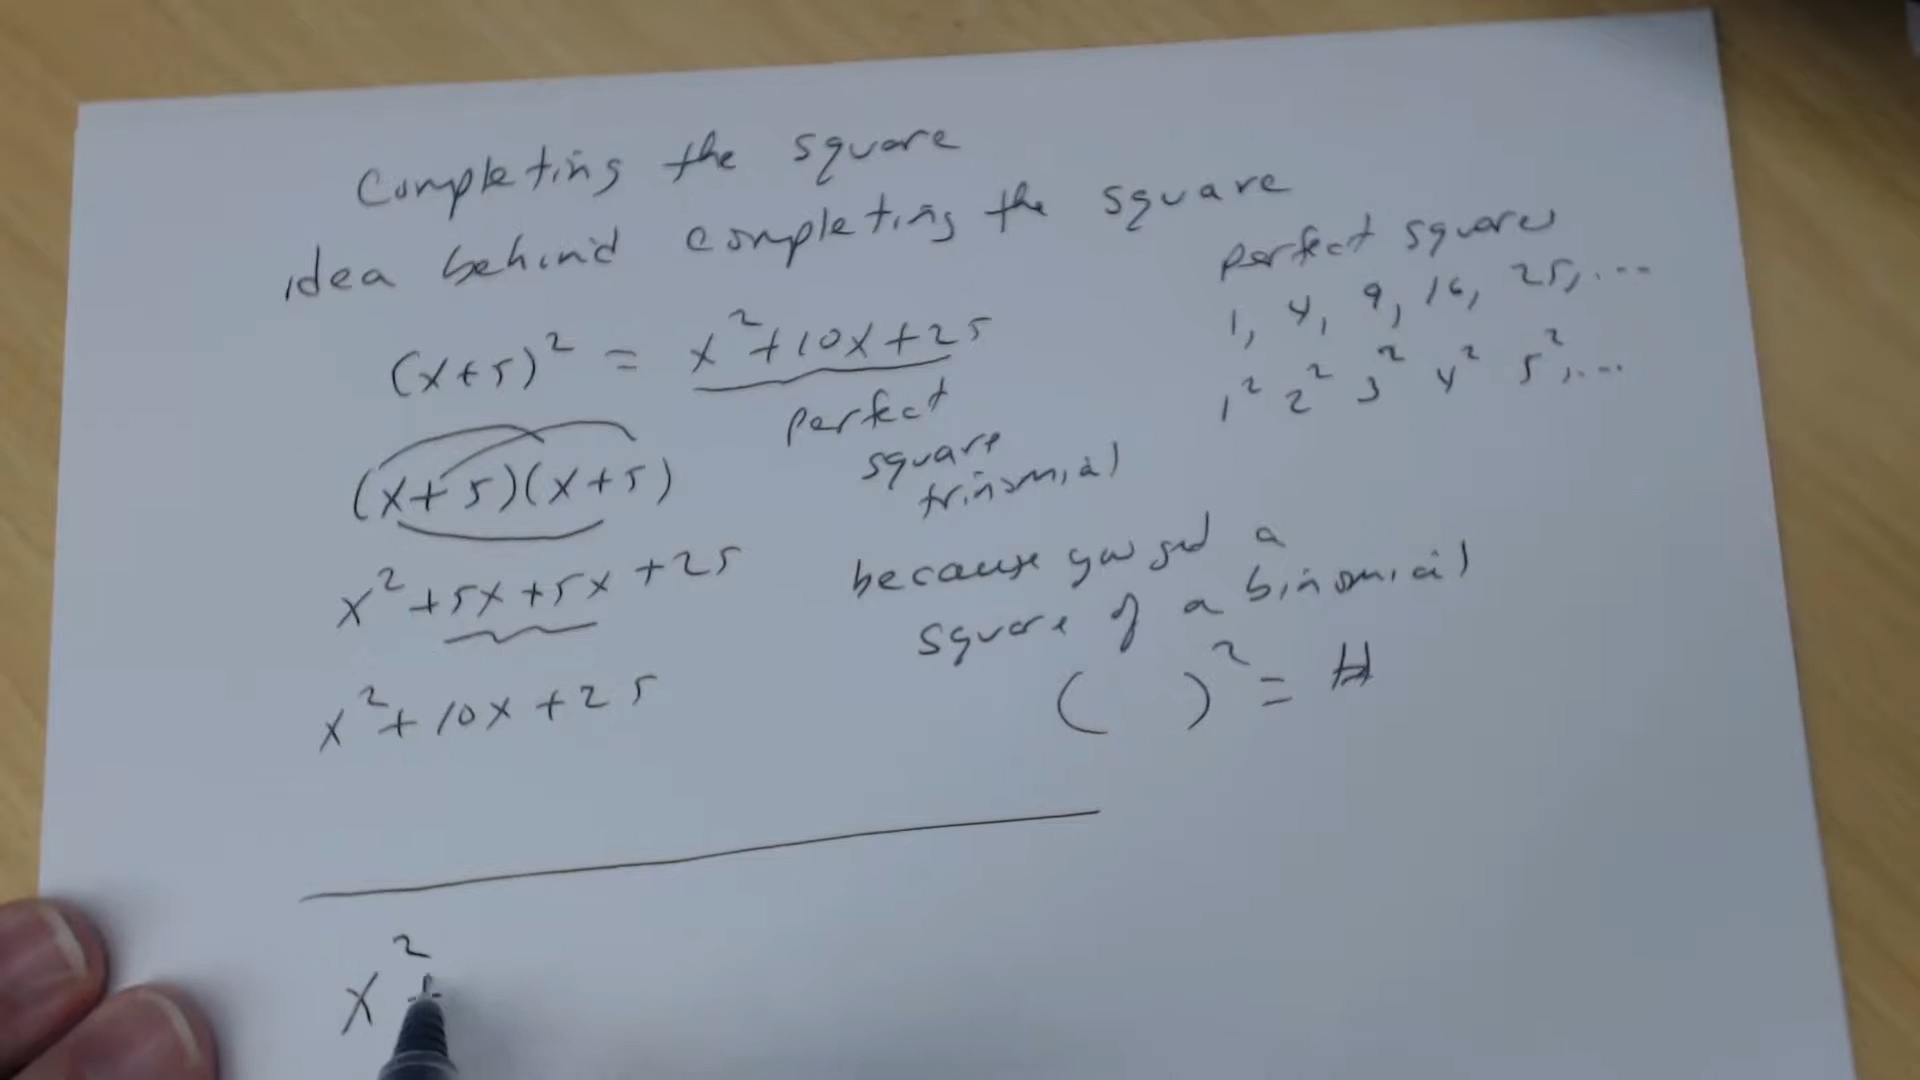 Completing the square
idea behind completing the square
perfect squares
1, 4, 9, 16, 25, ...
1² 2² 3² 4² 5², ...
(x+5)² = x²+10x+25
perfect
square
trinomial
(x+5)(x+5)
x²+5x+5x+25
x²+10x+25
because you get a
square of a binomial
( )² = #
x² +